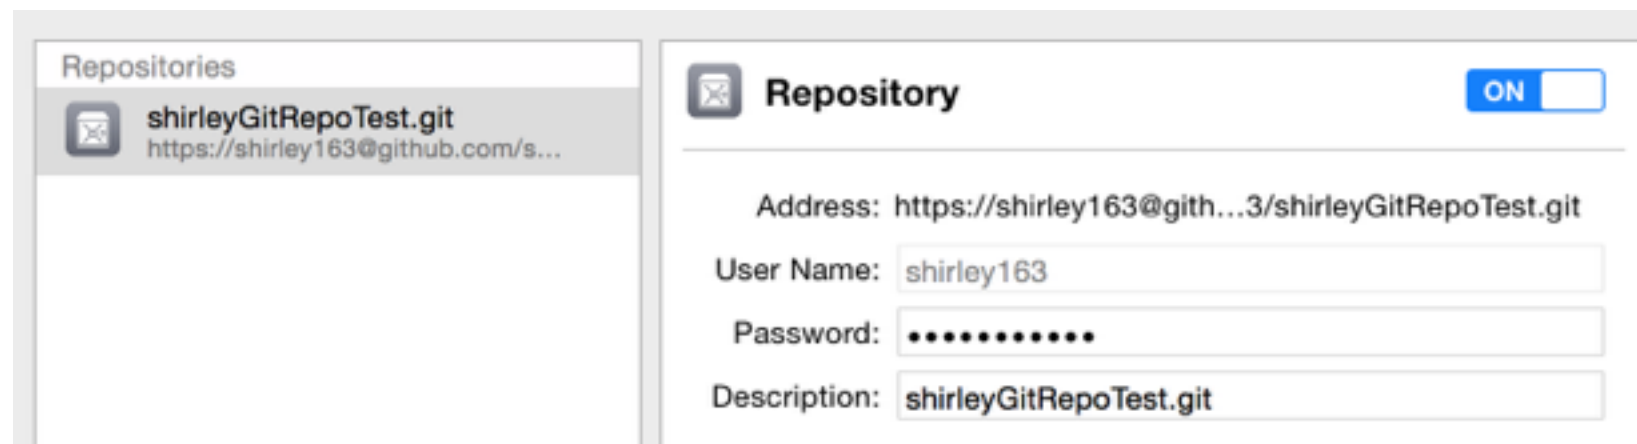 Repositories
shirleyGitRepoTest.git
https://shirley163@github.com/s...
Repository
ON
Address: https://shirley163@gith...3/shirleyGitRepoTest.git
User Name: shirley163
Password: •••••••••••
Description: shirleyGitRepoTest.git